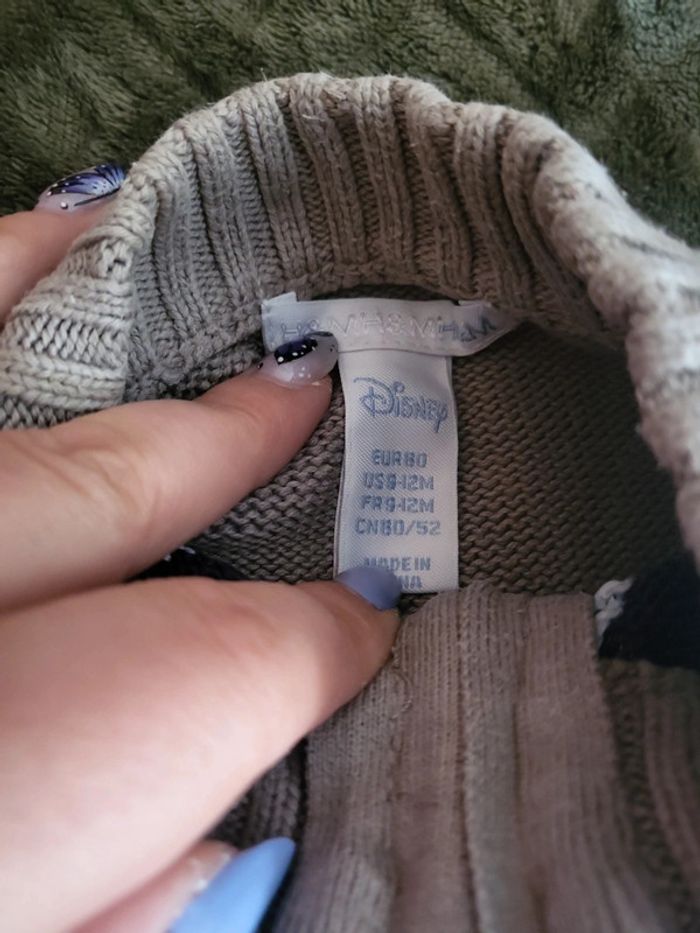 H&M H&M H&M
Disney
EUR 80
US 9-12M
FR 9-12M
CN 80/52
MADE IN